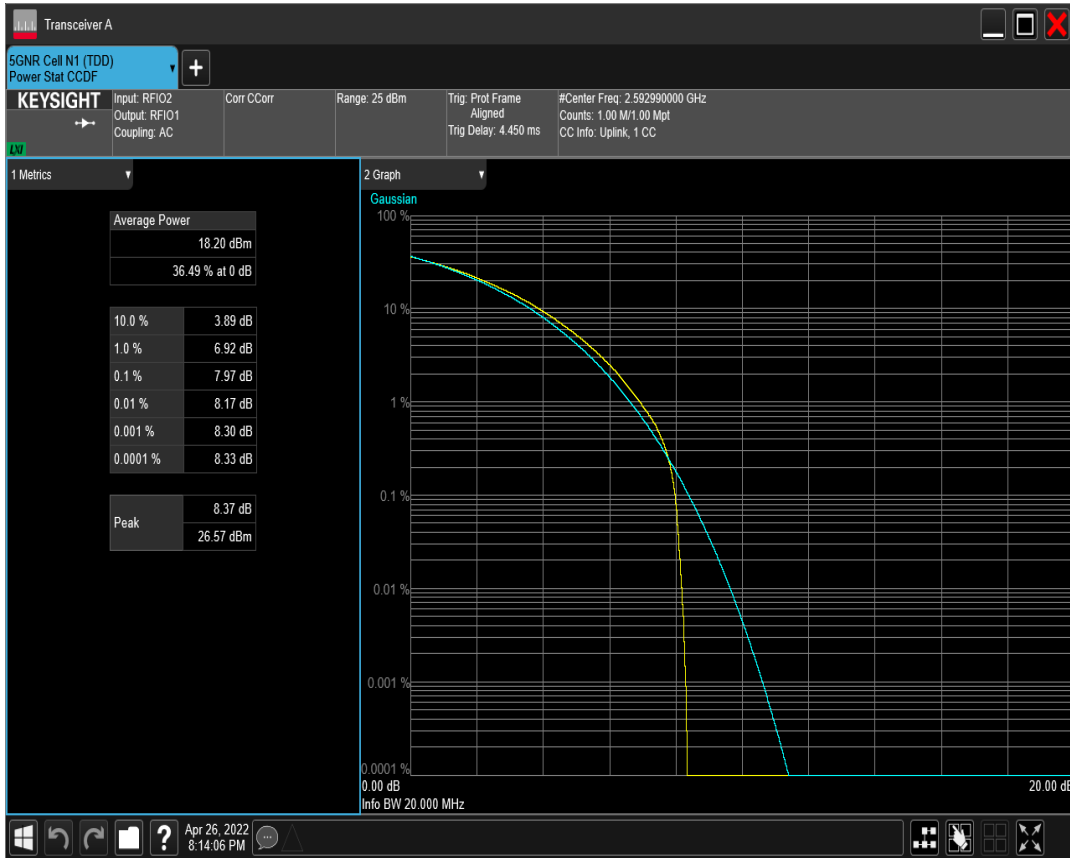 Transceiver A
5GNR Cell N1 (TDD)
Power Stat CCDF
+
KEYSIGHT
LXI
Input: RFIO2
Output: RFIO1
Coupling: AC
Corr CCorr
Range: 25 dBm
Trig: Prot Frame
Aligned
Trig Delay: 4.450 ms
#Center Freq: 2.592990000 GHz
Counts: 1.00 M/1.00 Mpt
CC Info: Uplink, 1 CC
1 Metrics
Average Power
18.20 dBm
36.49 % at 0 dB
10.0 % 3.89 dB
1.0 % 6.92 dB
0.1 % 7.97 dB
0.01 % 8.17 dB
0.001 % 8.30 dB
0.0001 % 8.33 dB
Peak 8.37 dB
26.57 dBm
2 Graph
Gaussian
100 %
10 %
1 %
0.1 %
0.01 %
0.001 %
0.0001 %
0.00 dB 20.00 dB
Info BW 20.000 MHz
?
Apr 26, 2022
8:14:06 PM